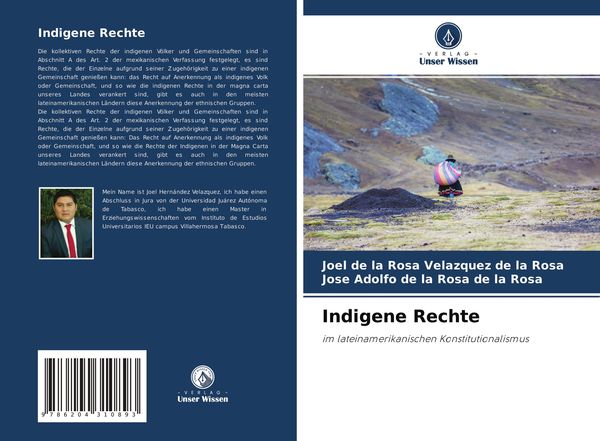 Indigene Rechte
Die kollektiven Rechte der indigenen Völker und Gemeinschaften sind in
Abschnitt A des Art. 2 der mexikanischen Verfassung festgelegt, es sind
Rechte, die der Einzelne aufgrund seiner Zugehörigkeit zu einer indigenen
Gemeinschaft genießen kann: das Recht auf Anerkennung als indigenes Volk
oder Gemeinschaft, und so wie die indigenen Rechte in der magna carta
unseres Landes verankert sind, gibt es auch in den meisten
lateinamerikanischen Ländern diese Anerkennung der ethnischen Gruppen.
Die kollektiven Rechte der indigenen Völker und Gemeinschaften sind in
Abschnitt A des Art. 2 der mexikanischen Verfassung festgelegt, es sind
Rechte, die der Einzelne aufgrund seiner Zugehörigkeit zu einer indigenen
Gemeinschaft genießen kann: Das Recht auf Anerkennung als indigenes Volk
oder Gemeinschaft, und so wie die Rechte der Indigenen in der Magna Carta
unseres Landes verankert sind, gibt es auch in den meisten
lateinamerikanischen Ländern diese Anerkennung der ethnischen Gruppen.
Mein Name ist Joel Hernández Velazquez, ich habe einen
Abschluss in Jura von der Universidad Juárez Autónoma
de Tabasco, ich habe einen Master in
Erziehungswissenschaften vom Instituto de Estudios
Universitarios IEU campus Villahermosa Tabasco.
9 786204 310893
VERLAG
Unser Wissen
VERLAG
Unser Wissen
Joel de la Rosa Velazquez de la Rosa
Jose Adolfo de la Rosa de la Rosa
Indigene Rechte
im lateinamerikanischen Konstitutionalismus